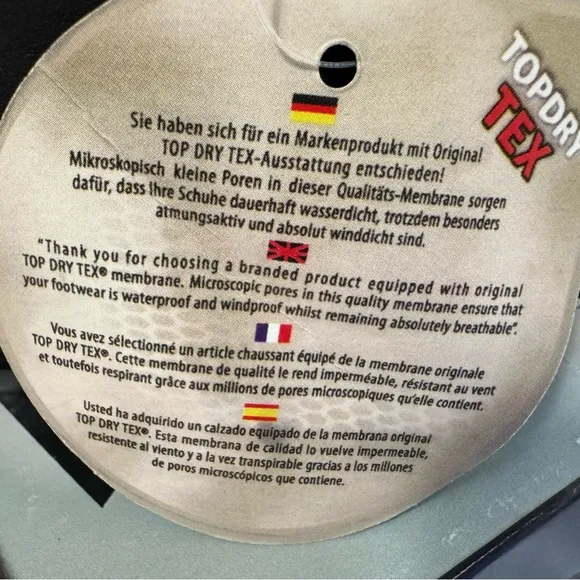 TOPDRY
TEX
Sie haben sich für ein Markenprodukt mit Original
TOP DRY TEX-Ausstattung entschieden!
Mikroskopisch kleine Poren in dieser Qualitäts-Membrane sorgen
dafür, dass Ihre Schuhe dauerhaft wasserdicht, trotzdem besonders
atmungsaktiv und absolut winddicht sind.
"Thank you for choosing a branded product equipped with original
TOP DRY TEX® membrane. Microscopic pores in this quality membrane ensure that
your footwear is waterproof and windproof whilst remaining absolutely breathable".
Vous avez sélectionné un article chaussant équipé de la membrane originale
TOP DRY TEX®. Cette membrane de qualité le rend imperméable, résistant au vent
et toutefois respirant grâce aux millions de pores microscopiques qu'elle contient.
Usted ha adquirido un calzado equipado de la membrana original
TOP DRY TEX®. Esta membrana de calidad lo vuelve impermeable,
resistente al viento y a la vez transpirable gracias a los millones
de poros microscópicos que contiene.